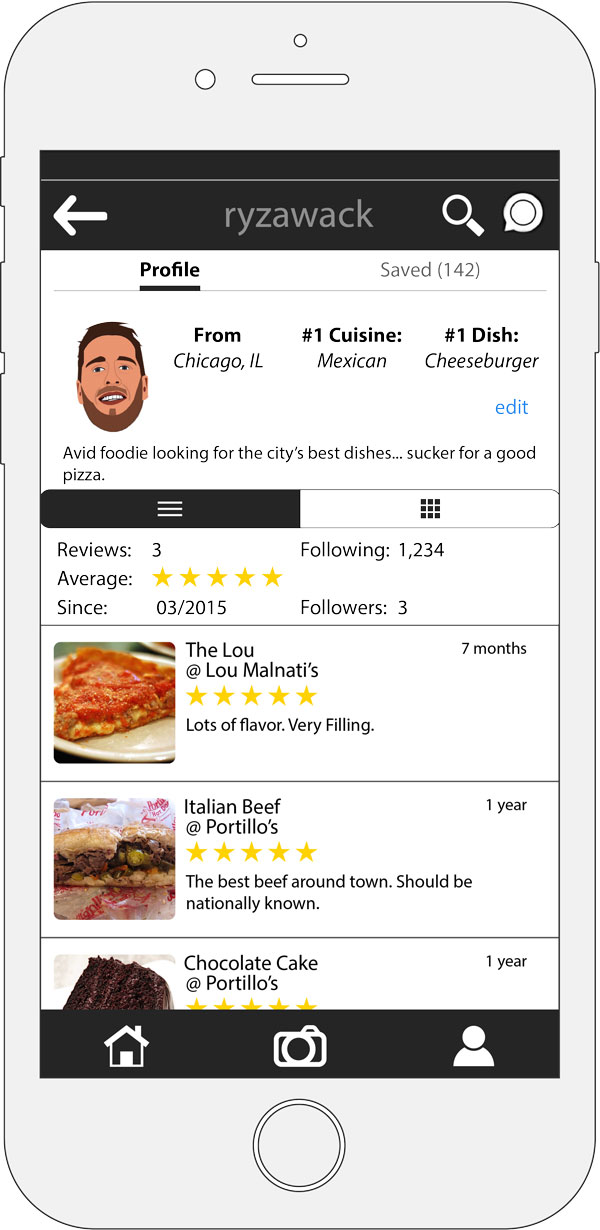 ryzawack
Profile
Saved (142)
From
Chicago, IL
#1 Cuisine:
Mexican
#1 Dish:
Cheeseburger
edit
Avid foodie looking for the city’s best dishes... sucker for a good
pizza.
Reviews: 3
Following: 1,234
Average:
Since: 03/2015
Followers: 3
The Lou
7 months
@ Lou Malnati’s
Lots of flavor. Very Filling.
Italian Beef
1 year
@ Portillo’s
The best beef around town. Should be
nationally known.
Chocolate Cake
1 year
@ Portillo’s